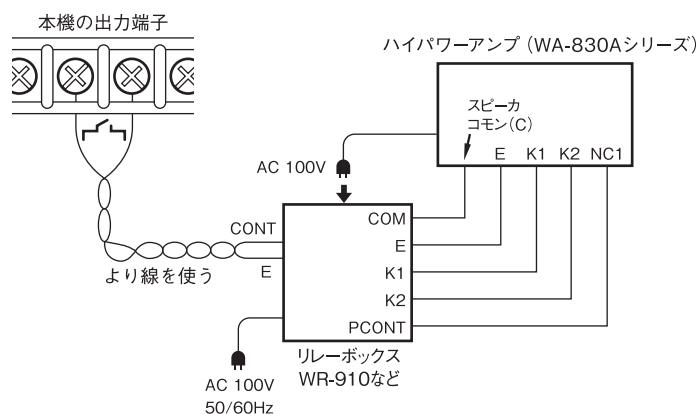 本機の出力端子
ハイパワーアンプ（WA-830Aシリーズ）
スピーカ
コモン（C）
E K1 K2 NC1
AC 100V
CONT
E
より線を使う
COM
E
K1
K2
PCONT
リレーボックス
WR-910など
AC 100V
50/60Hz